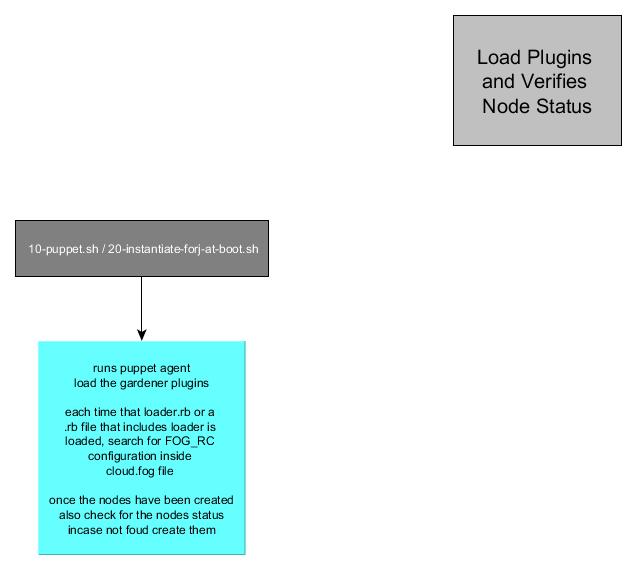 Load Plugins
and Verifies
Node Status
10-puppet.sh / 20-instantiate-forj-at-boot.sh
runs puppet agent
load the gardener plugins
each time that loader.rb or a
.rb file that includes loader is
loaded, search for FOG_RC
configuration inside
cloud.fog file
once the nodes have been created
also check for the nodes status
incase not foud create them